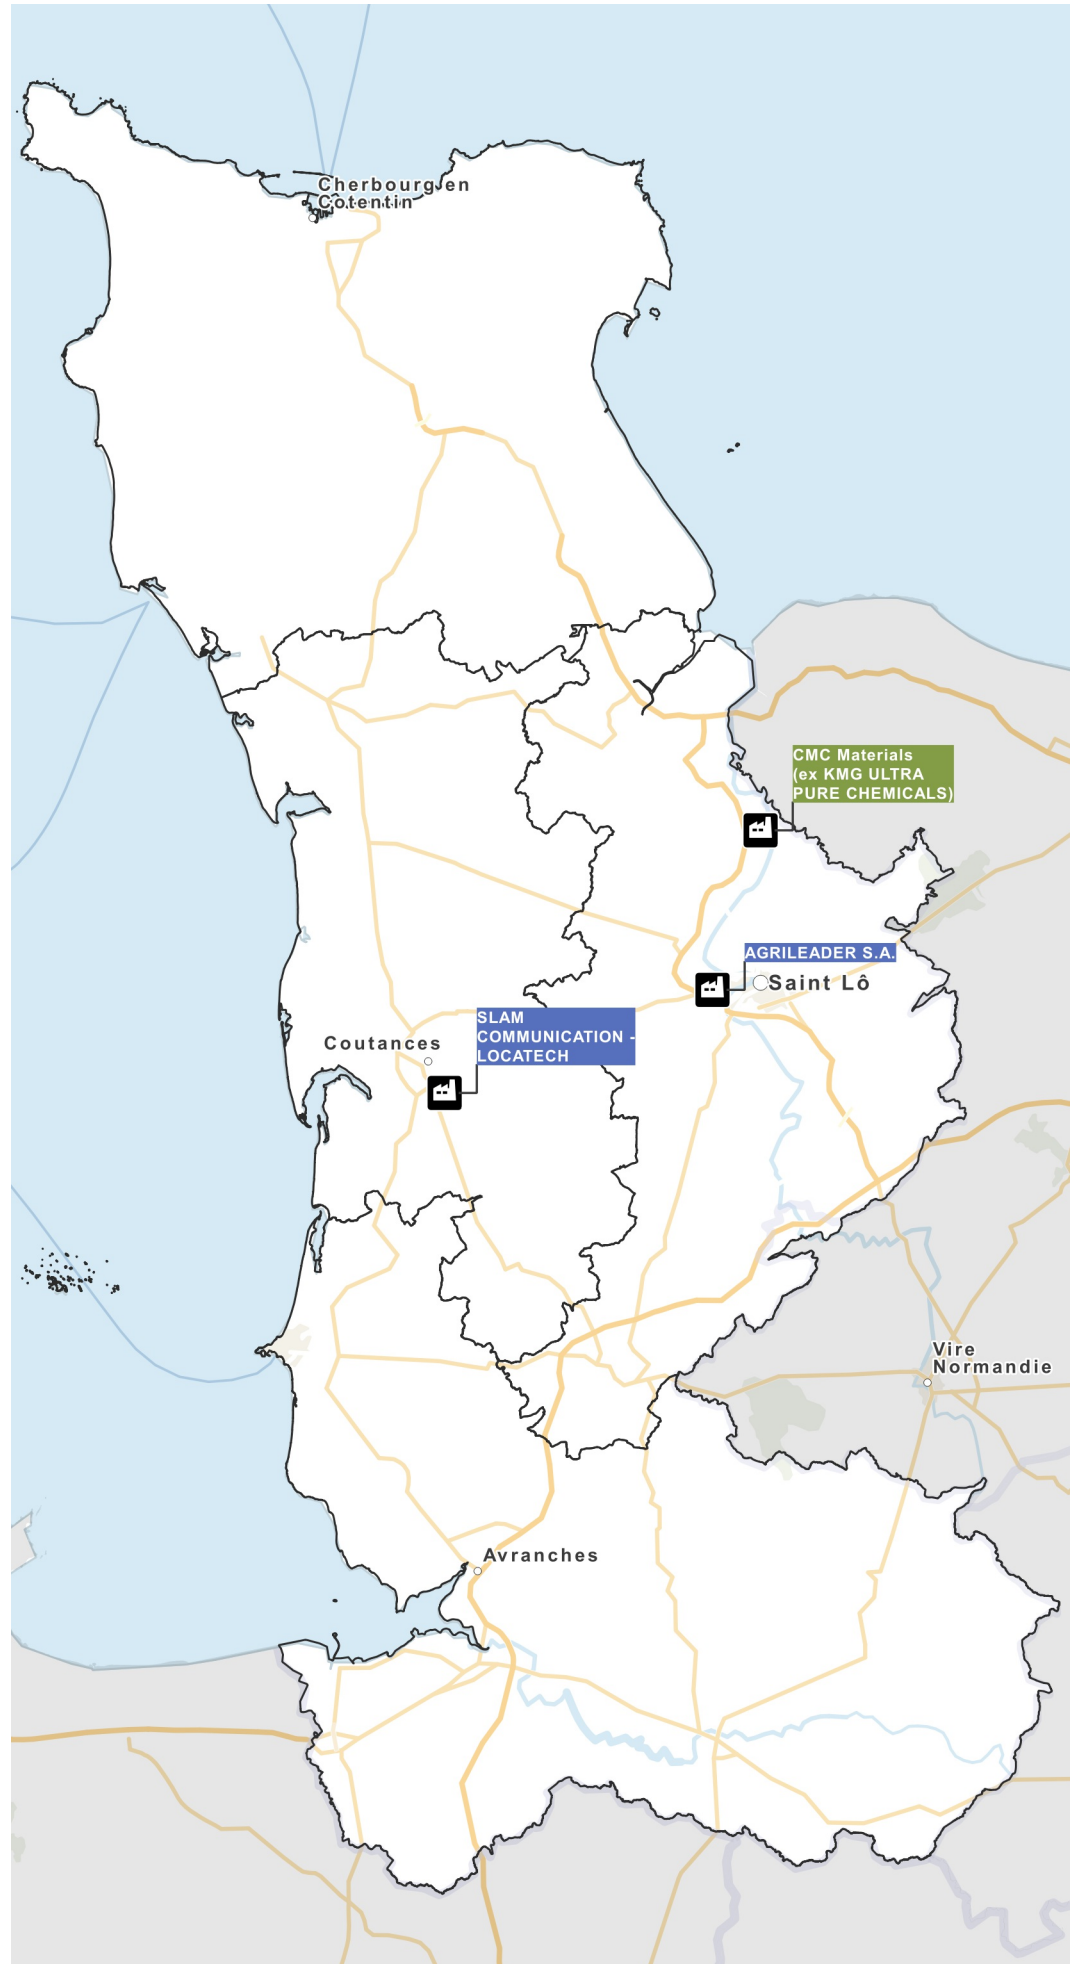 Cherbourg en
Cotentin
CMC Materials
(ex KMG ULTRA
PURE CHEMICALS)
AGRILEADER S.A.
Saint Lô
SLAM
COMMUNICATION -
LOCATECH
Coutances
Vire
Normandie
Avranches